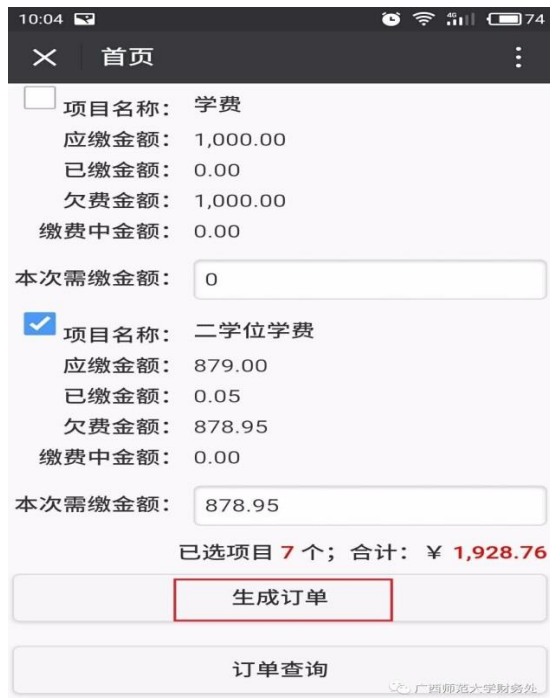 10:04 4G 74
首页
项目名称： 学费
应缴金额： 1,000.00
已缴金额： 0.00
欠费金额： 1,000.00
缴费中金额： 0.00
本次需缴金额： 0
项目名称： 二学位学费
应缴金额： 879.00
已缴金额： 0.05
欠费金额： 878.95
缴费中金额： 0.00
本次需缴金额： 878.95
已选项目 7 个；合计： ¥ 1,928.76
生成订单
订单查询
广西师范大学财务处